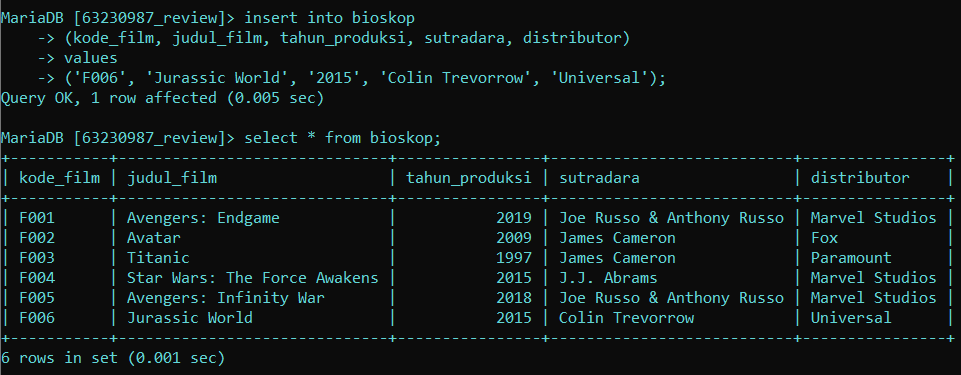 MariaDB [63230987_review]> insert into bioskop
    -> (kode_film, judul_film, tahun_produksi, sutradara, distributor)
    -> values
    -> ('F006', 'Jurassic World', '2015', 'Colin Trevorrow', 'Universal');
Query OK, 1 row affected (0.005 sec)

MariaDB [63230987_review]> select * from bioskop;
+-----------+------------------------------+----------------+---------------------------+----------------+
| kode_film | judul_film                   | tahun_produksi | sutradara                 | distributor    |
+-----------+------------------------------+----------------+---------------------------+----------------+
| F001      | Avengers: Endgame            |           2019 | Joe Russo & Anthony Russo | Marvel Studios |
| F002      | Avatar                       |           2009 | James Cameron             | Fox            |
| F003      | Titanic                      |           1997 | James Cameron             | Paramount      |
| F004      | Star Wars: The Force Awakens |           2015 | J.J. Abrams               | Marvel Studios |
| F005      | Avengers: Infinity War       |           2018 | Joe Russo & Anthony Russo | Marvel Studios |
| F006      | Jurassic World               |           2015 | Colin Trevorrow           | Universal      |
+-----------+------------------------------+----------------+---------------------------+----------------+
6 rows in set (0.001 sec)